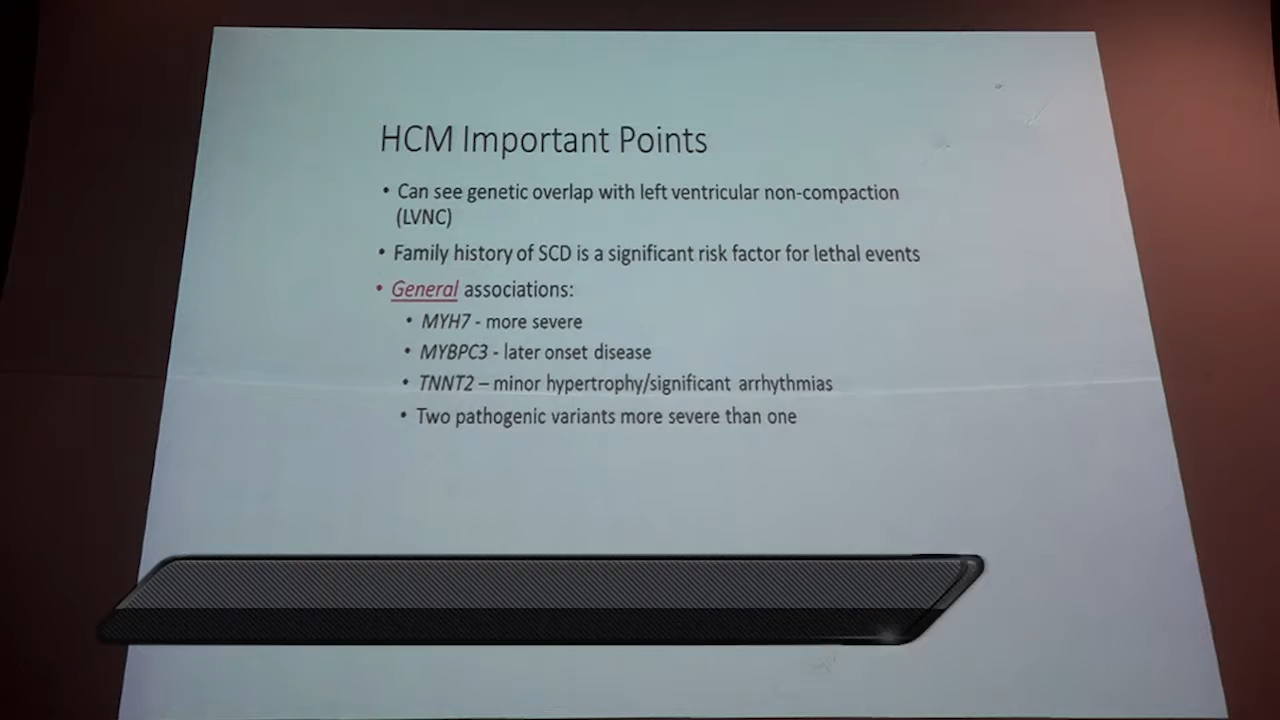 HCM Important Points
• Can see genetic overlap with left ventricular non-compaction
(LVNC)
• Family history of SCD is a significant risk factor for lethal events
• General associations:
• MYH7 - more severe
• MYBPC3 - later onset disease
• TNNT2 – minor hypertrophy/significant arrhythmias
• Two pathogenic variants more severe than one